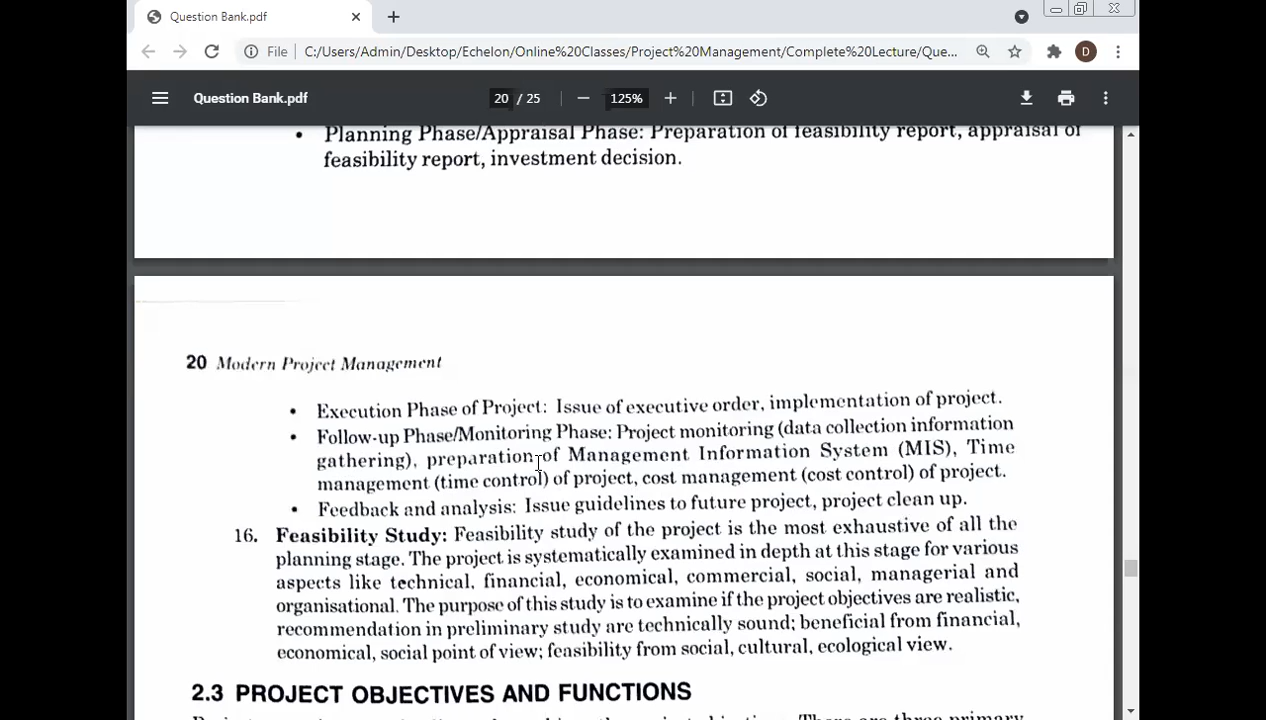 Question Bank.pdf
File C:/Users/Admin/Desktop/Echelon/Online%20Classes/Project%20Management/Complete%20Lecture/Que... D
Question Bank.pdf 20 / 25 125%
• Planning Phase/Appraisal Phase: Preparation of feasibility report, appraisal of
feasibility report, investment decision.
20 Modern Project Management
• Execution Phase of Project: Issue of executive order, implementation of project.
• Follow-up Phase/Monitoring Phase: Project monitoring (data collection information
gathering), preparation of Management Information System (MIS), Time
management (time control) of project, cost management (cost control) of project.
• Feedback and analysis: Issue guidelines to future project, project clean up.
16. Feasibility Study: Feasibility study of the project is the most exhaustive of all the
planning stage. The project is systematically examined in depth at this stage for various
aspects like technical, financial, economical, commercial, social, managerial and
organisational. The purpose of this study is to examine if the project objectives are realistic,
recommendation in preliminary study are technically sound; beneficial from financial,
economical, social point of view; feasibility from social, cultural, ecological view.
2.3 PROJECT OBJECTIVES AND FUNCTIONS
There are three primary